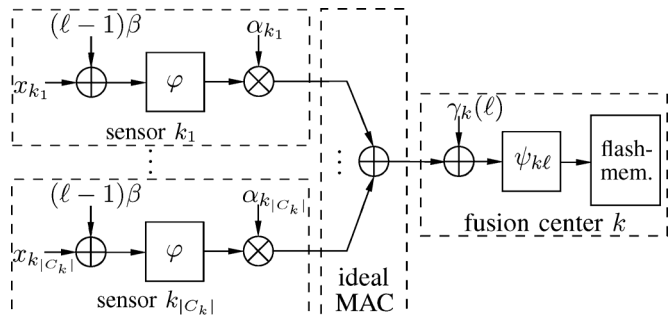 (ℓ−1)β
α_{k_1}
x_{k_1}
φ
sensor k_1
⋮
(ℓ−1)β
α_{k_{|C_k|}}
x_{k_{|C_k|}}
φ
sensor k_{|C_k|}
⋮
ideal
MAC
γ_k(ℓ)
ψ_{kℓ}
flash-
mem.
fusion center k